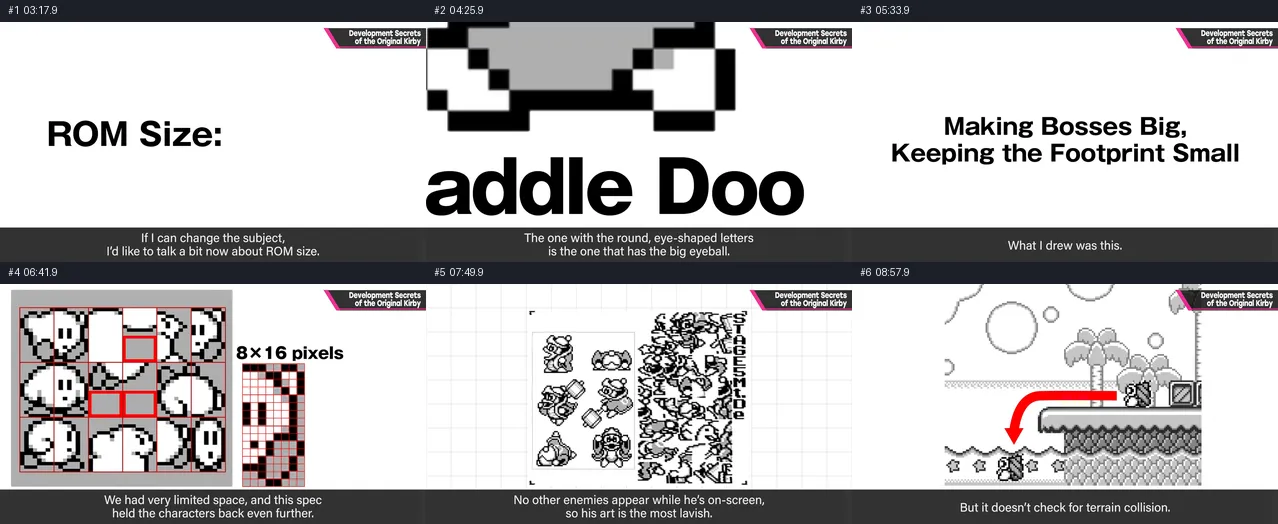 #1 03:17.9
Development Secrets
of the Original Kirby
ROM Size:
If I can change the subject,
I'd like to talk a bit now about ROM size.
#2 04:25.9
Development Secrets
of the Original Kirby
addle Doo
The one with the round, eye-shaped letters
is the one that has the big eyeball.
#3 05:33.9
Development Secrets
of the Original Kirby
Making Bosses Big,
Keeping the Footprint Small
What I drew was this.
#4 06:41.9
Development Secrets
of the Original Kirby
8×16 pixels
We had very limited space, and this spec
held the characters back even further.
#5 07:49.9
Development Secrets
of the Original Kirby
No other enemies appear while he's on-screen,
so his art is the most lavish.
#6 08:57.9
Development Secrets
of the Original Kirby
But it doesn't check for terrain collision.